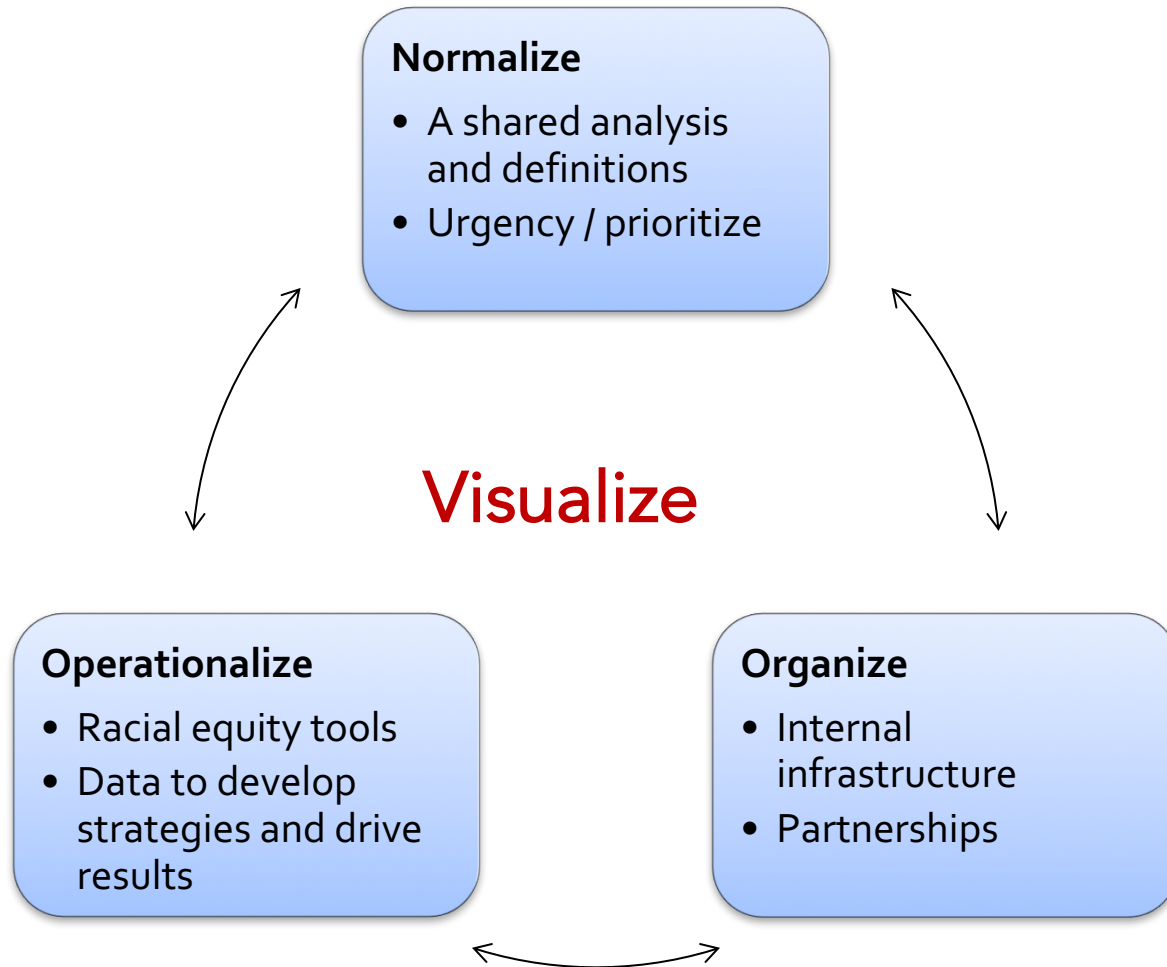 Normalize
• A shared analysis
and definitions
• Urgency / prioritize
Visualize
Operationalize
• Racial equity tools
• Data to develop
strategies and drive
results
Organize
• Internal
infrastructure
• Partnerships